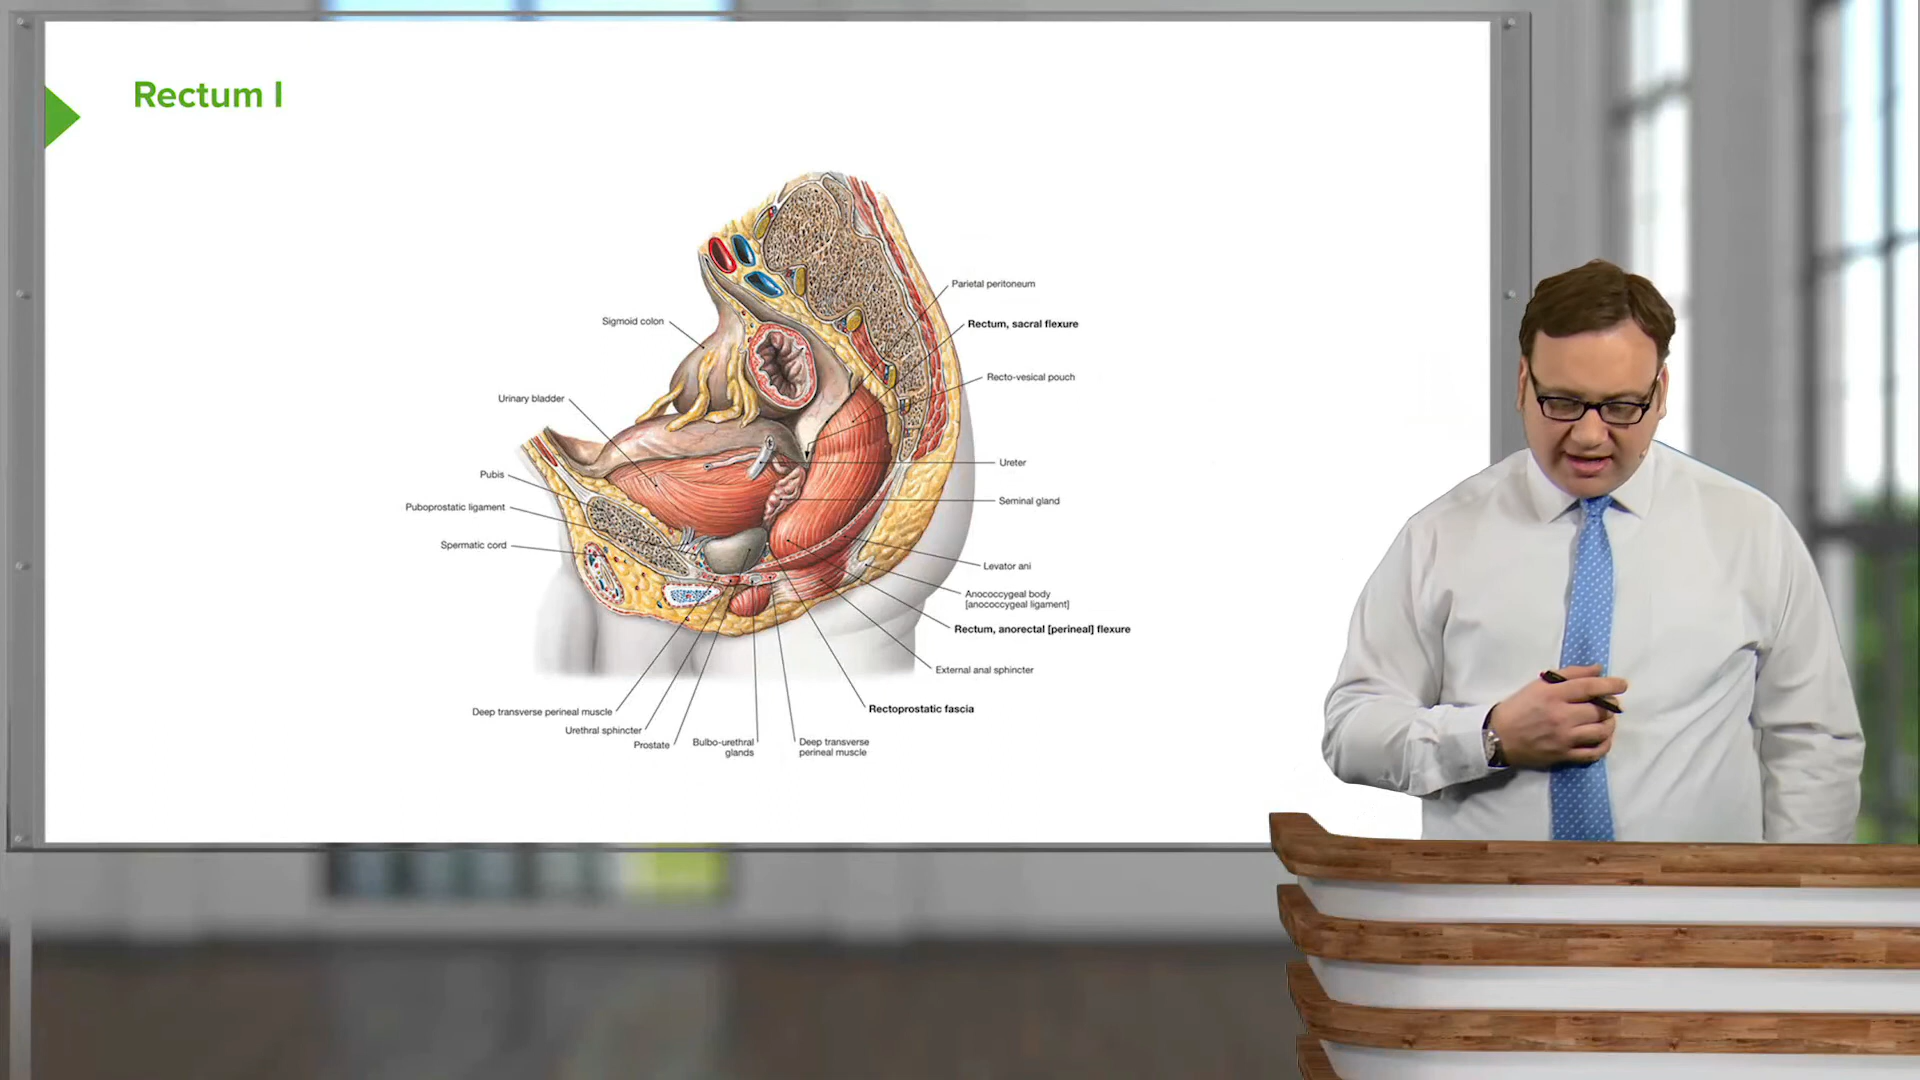 Rectum I
Parietal peritoneum
Sigmoid colon
Rectum, sacral flexure
Recto-vesical pouch
Urinary bladder
Ureter
Pubis
Seminal gland
Puboprostatic ligament
Spermatic cord
Levator ani
Anococcygeal body
[anococcygeal ligament]
Rectum, anorectal [perineal] flexure
External anal sphincter
Rectoprostatic fascia
Deep transverse perineal muscle
Urethral sphincter
Prostate
Bulbo-urethral
glands
Deep transverse
perineal muscle